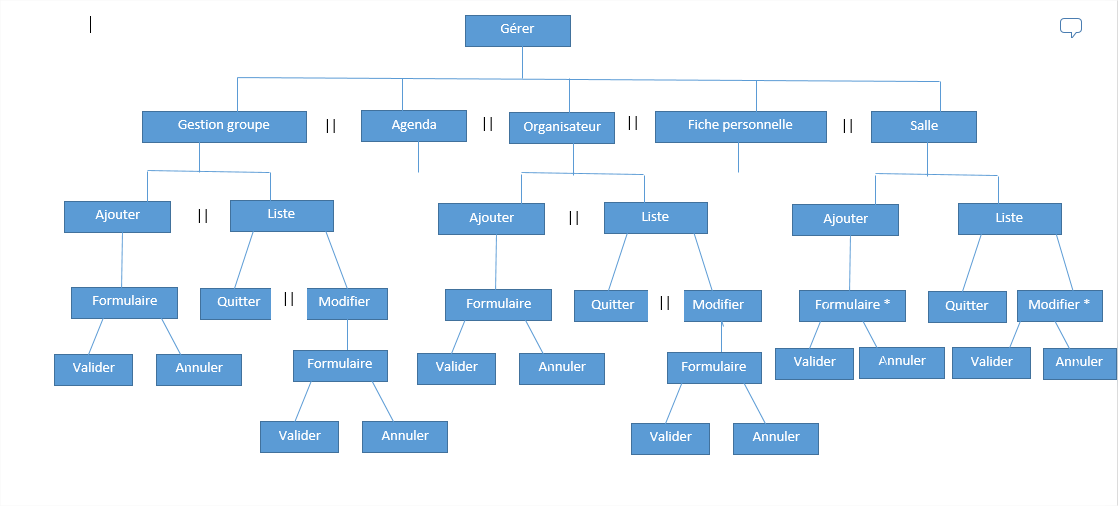 Gérer
Gestion groupe || Agenda || Organisateur || Fiche personnelle || Salle
Ajouter || Liste Ajouter || Liste Ajouter Liste
Formulaire Quitter || Modifier Formulaire Quitter || Modifier Formulaire * Quitter Modifier *
Valider Annuler Formulaire Valider Annuler Formulaire Valider Annuler Valider Annuler
Valider Annuler Valider Annuler